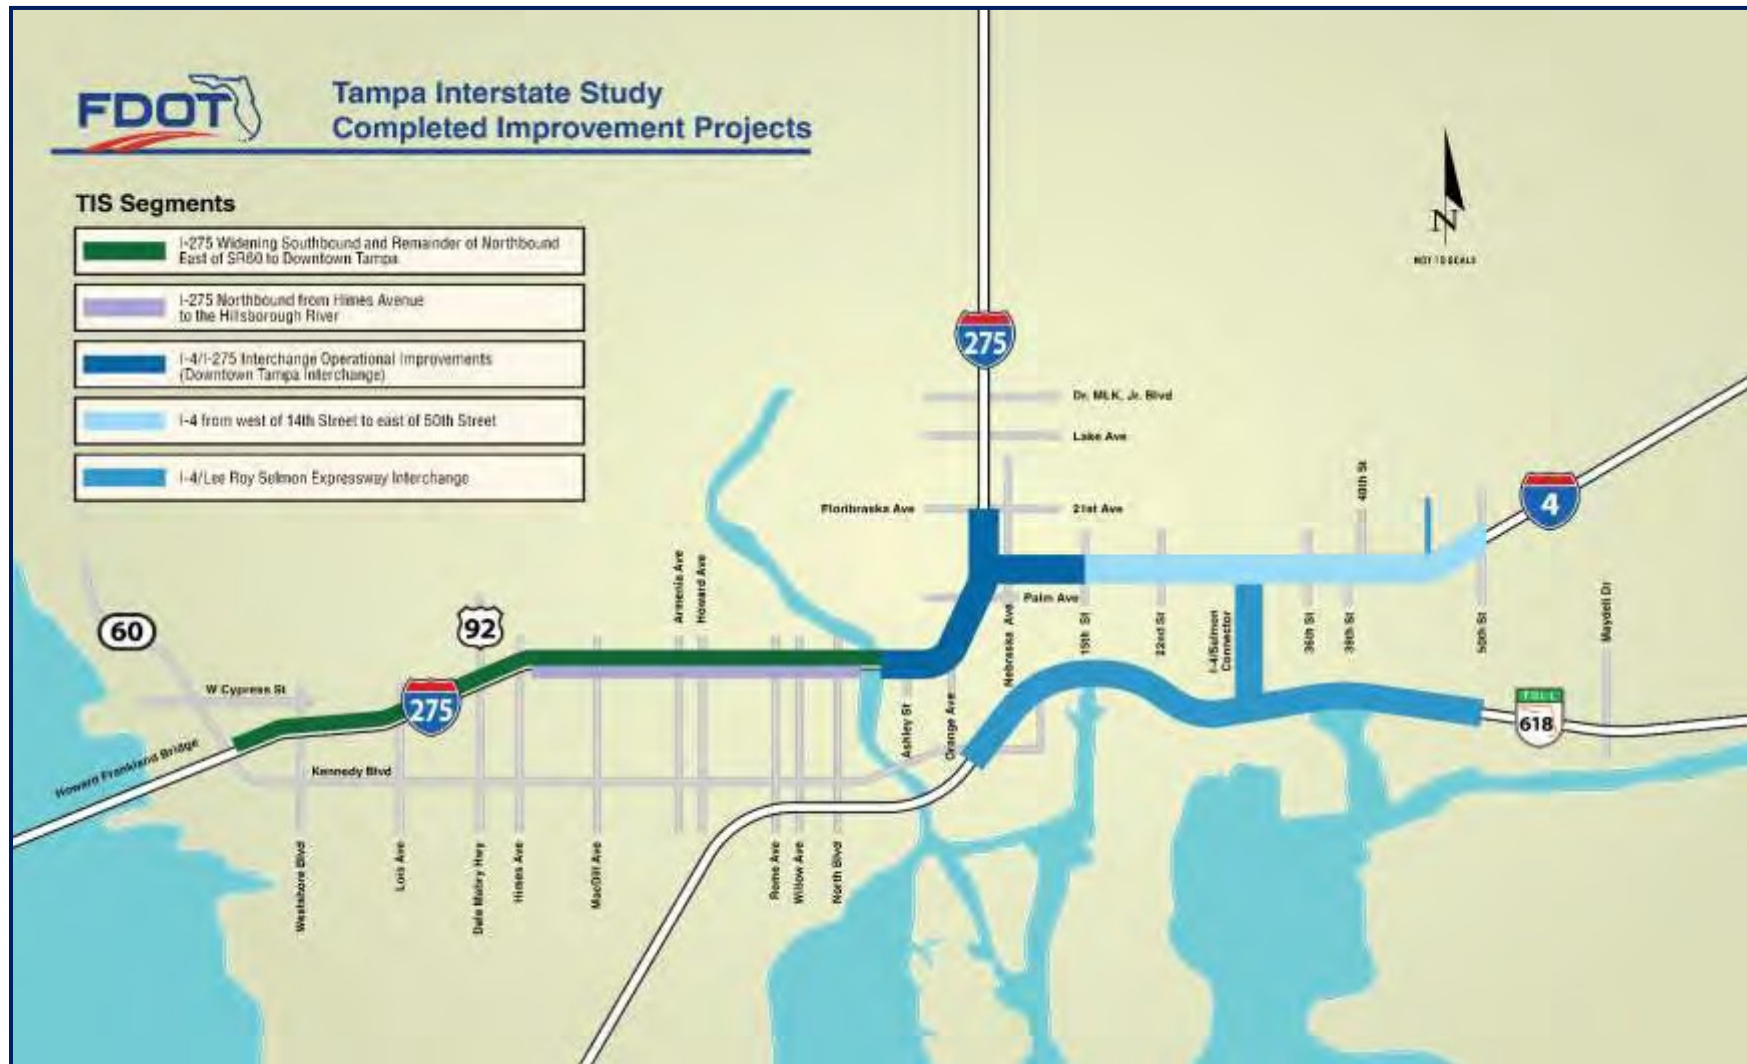 FDOT
Tampa Interstate Study
Completed Improvement Projects
TIS Segments
I-275 Widening Southbound and Remainder of Northbound
East of SR60 to Downtown Tampa
I-275 Northbound from Himes Avenue
to the Hillsborough River
I-4/I-275 Interchange Operational Improvements
(Downtown Tampa Interchange)
I-4 from west of 14th Street to east of 50th Street
I-4/Lee Roy Selmon Expressway Interchange
N
NOT TO SCALE
275
Dr. MLK, Jr. Blvd
Lake Ave
Floribraska Ave
21st Ave
40th St
4
Armenia Ave
Howard Ave
Palm Ave
60
92
Nebraska Ave
15th St
22nd St
I-4/Selmon
Connector
36th St
39th St
50th St
Maydell Dr
W Cypress St
275
Ashley St
Orange Ave
TOLL
618
Howard Frankland Bridge
Kennedy Blvd
Westshore Blvd
Lois Ave
Dale Mabry Hwy
Himes Ave
MacDill Ave
Rome Ave
Willow Ave
North Blvd